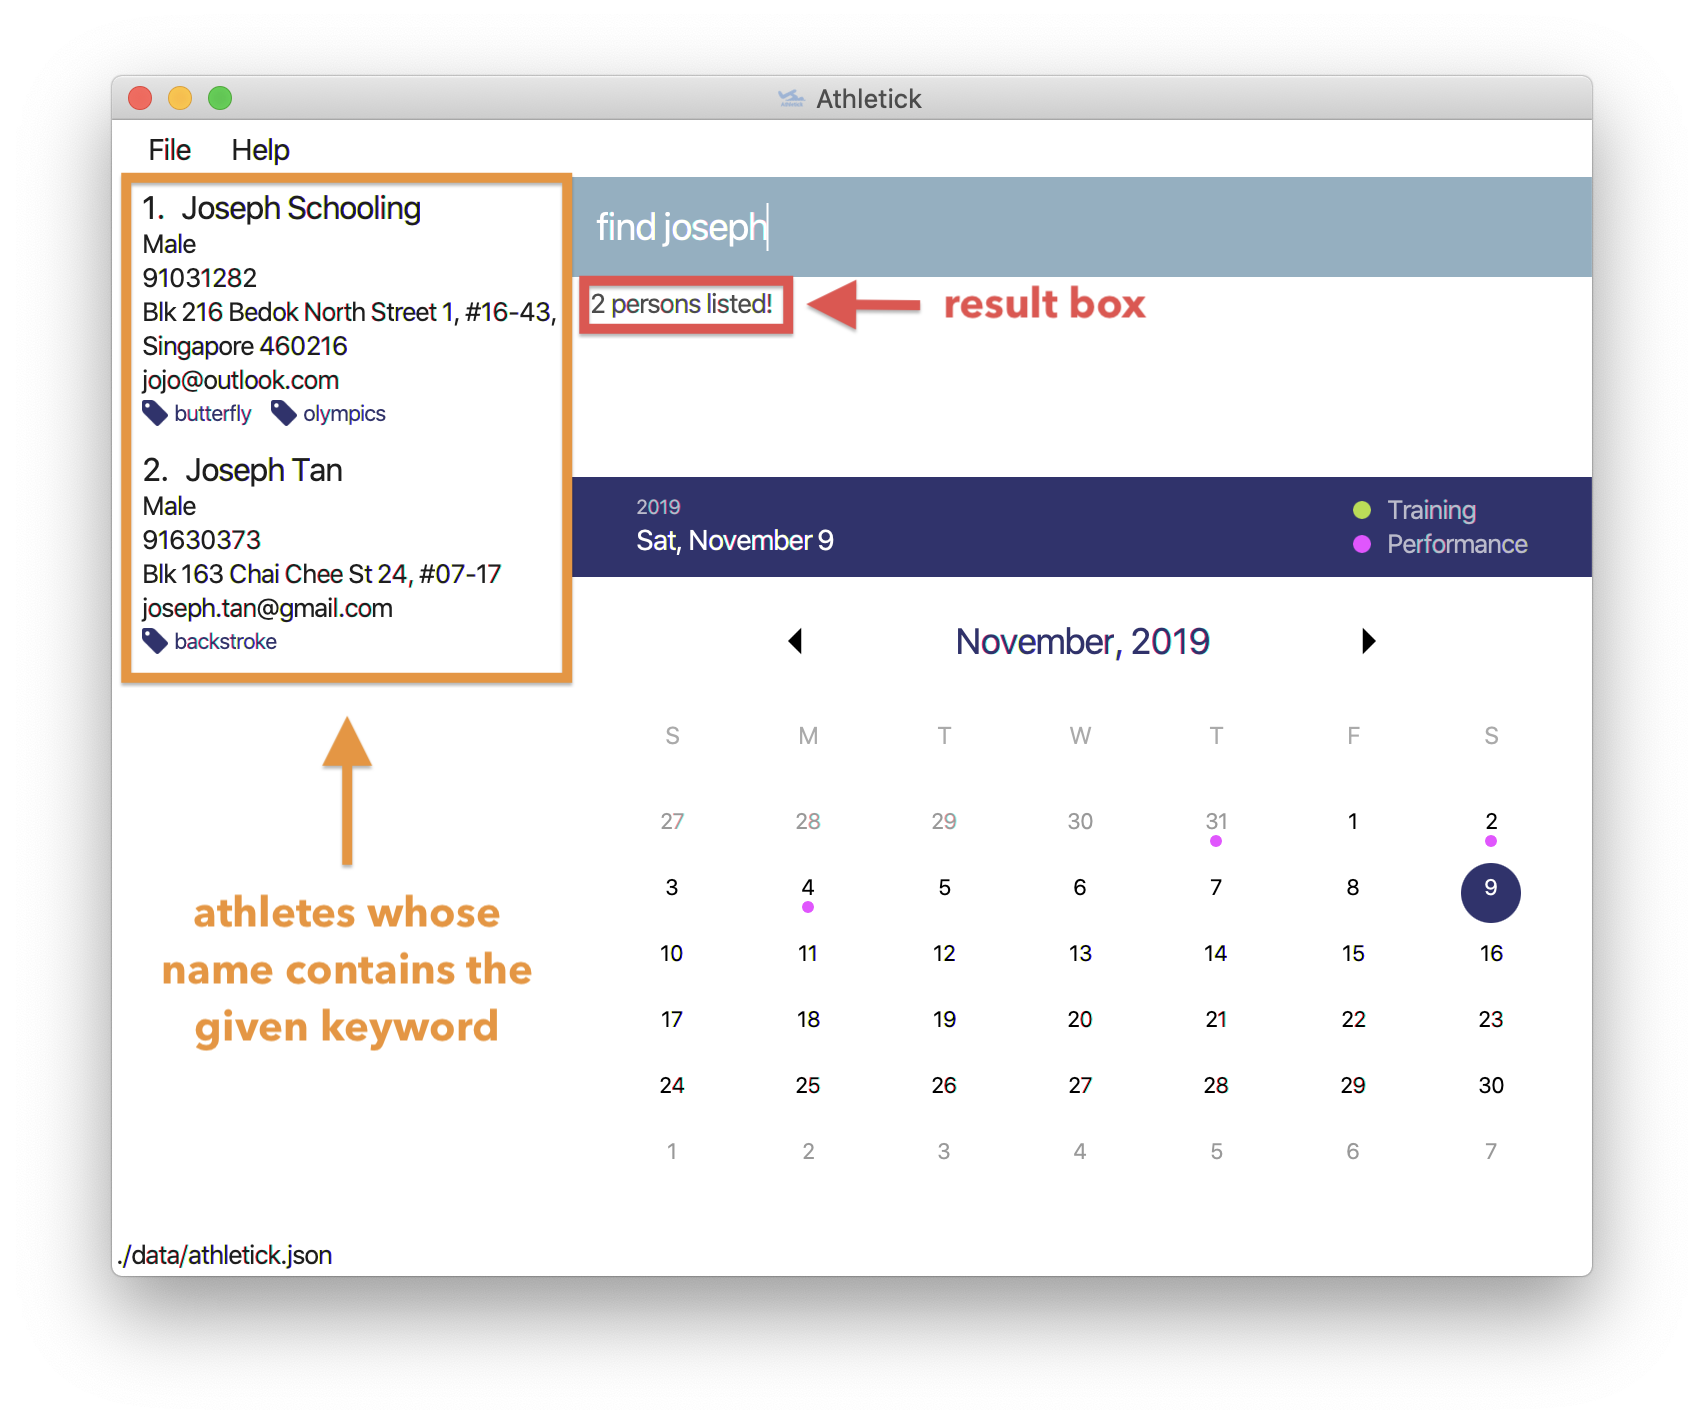 Athletick
File Help
1. Joseph Schooling
Male
91031282
Blk 216 Bedok North Street 1, #16-43,
Singapore 460216
jojo@outlook.com
butterfly olympics
2. Joseph Tan
Male
91630373
Blk 163 Chai Chee St 24, #07-17
joseph.tan@gmail.com
backstroke
athletes whose
name contains the
given keyword
find joseph
2 persons listed!
result box
2019
Sat, November 9
Training
Performance
November, 2019
S M T W T F S
27 28 29 30 31 1 2
3 4 5 6 7 8 9
10 11 12 13 14 15 16
17 18 19 20 21 22 23
24 25 26 27 28 29 30
1 2 3 4 5 6 7
./data/athletick.json